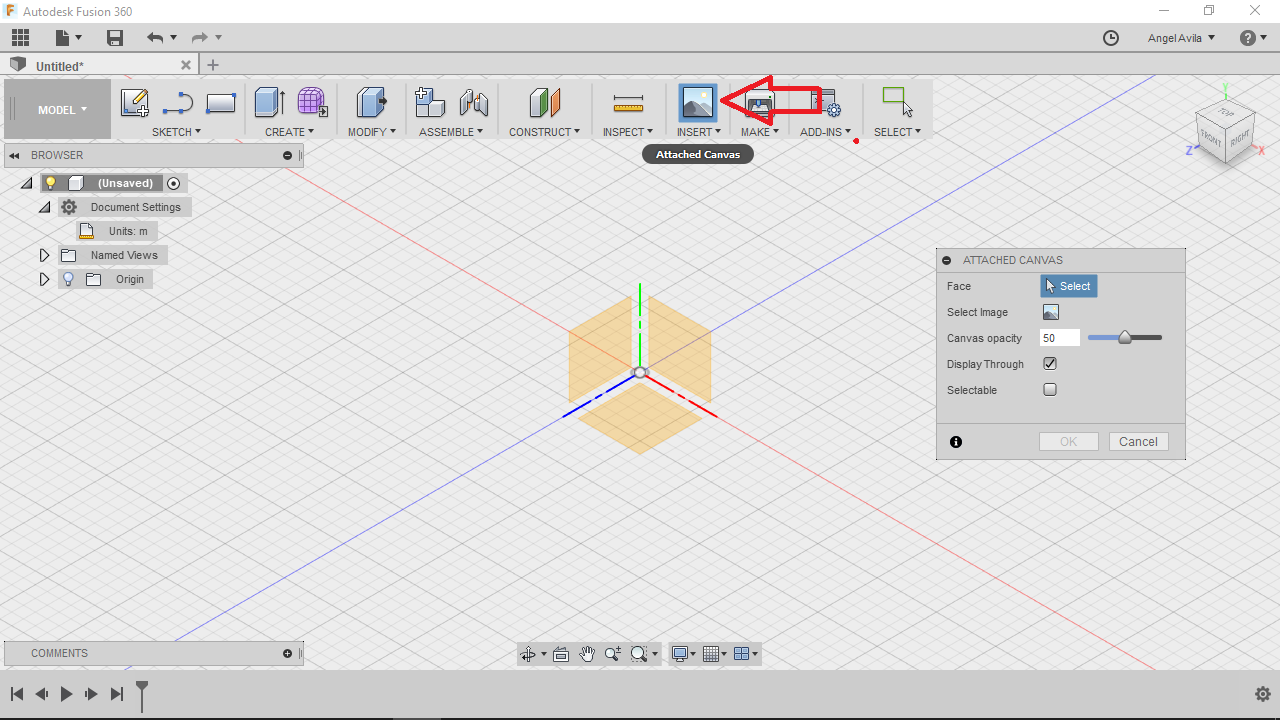 Autodesk Fusion 360
Angel Avila
Untitled*
MODEL
SKETCH
CREATE
MODIFY
ASSEMBLE
CONSTRUCT
INSPECT
INSERT
MAKE
ADD-INS
SELECT
Attached Canvas
BROWSER
(Unsaved)
Document Settings
Units: m
Named Views
Origin
Y
TOP
FRONT
RIGHT
Z
X
ATTACHED CANVAS
Face
Select
Select Image
Canvas opacity
50
Display Through
Selectable
OK
Cancel
COMMENTS